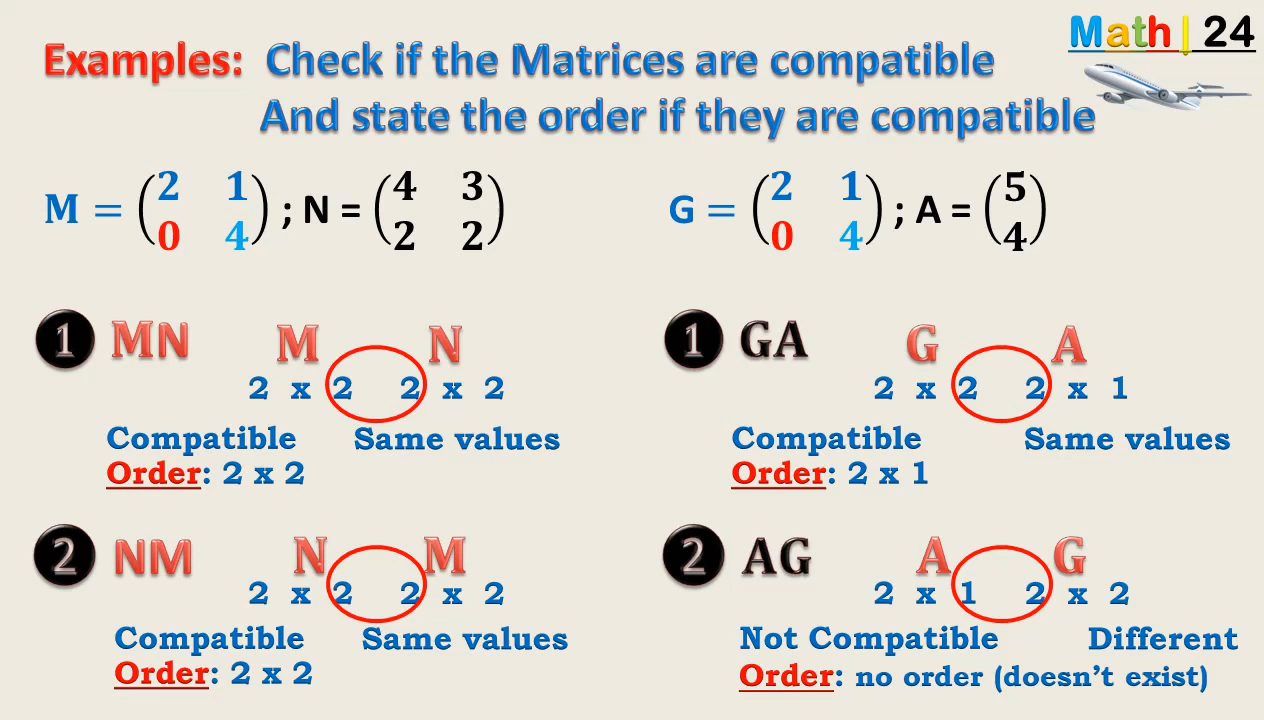 Math|24
Examples: Check if the Matrices are compatible
And state the order if they are compatible
M = (2 1; 0 4) ; N = (4 3; 2 2)
G = (2 1; 0 4) ; A = (5; 4)
1 MN M N
2 x 2 2 x 2
Compatible Same values
Order: 2 x 2
2 NM N M
2 x 2 2 x 2
Compatible Same values
Order: 2 x 2
1 GA G A
2 x 2 2 x 1
Compatible Same values
Order: 2 x 1
2 AG A G
2 x 1 2 x 2
Not Compatible Different
Order: no order (doesn't exist)